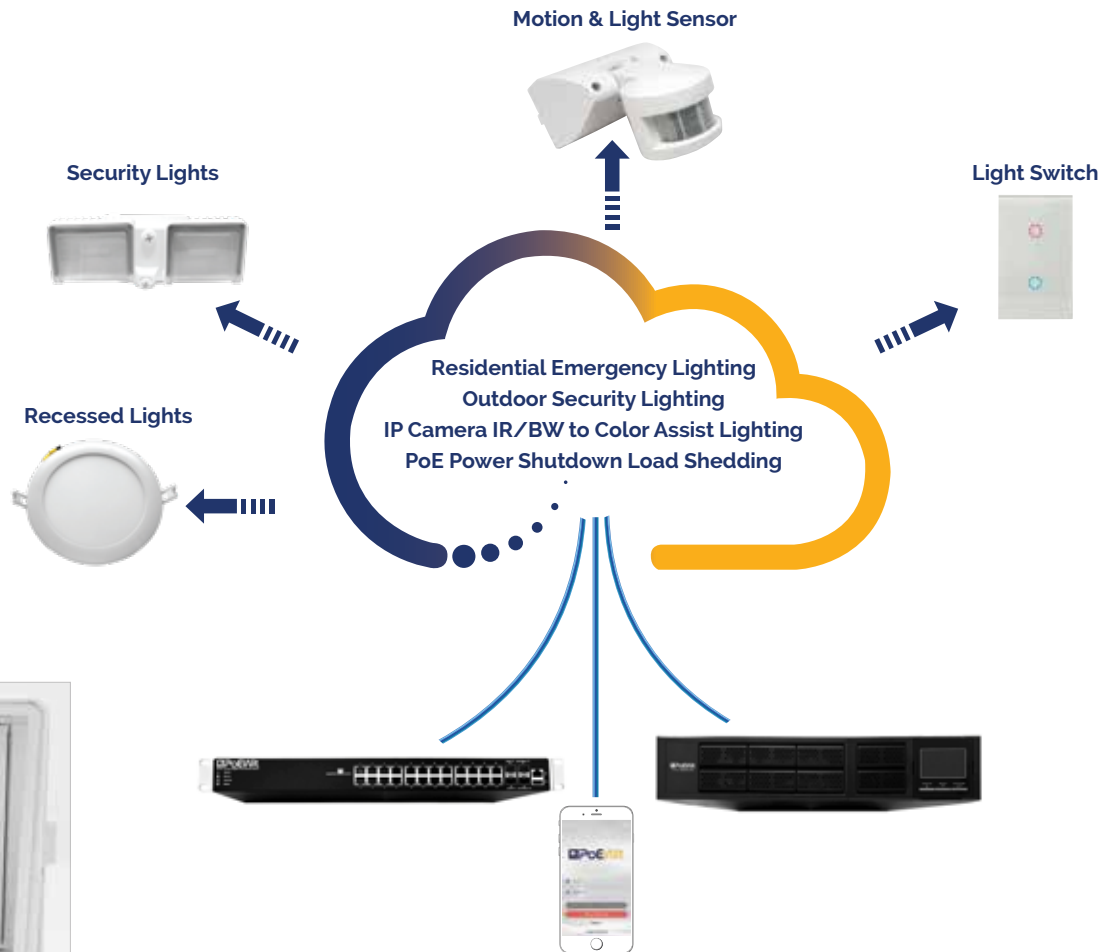 Motion & Light Sensor
Security Lights
Light Switch
Residential Emergency Lighting
Outdoor Security Lighting
IP Camera IR/BW to Color Assist Lighting
PoE Power Shutdown Load Shedding
Recessed Lights